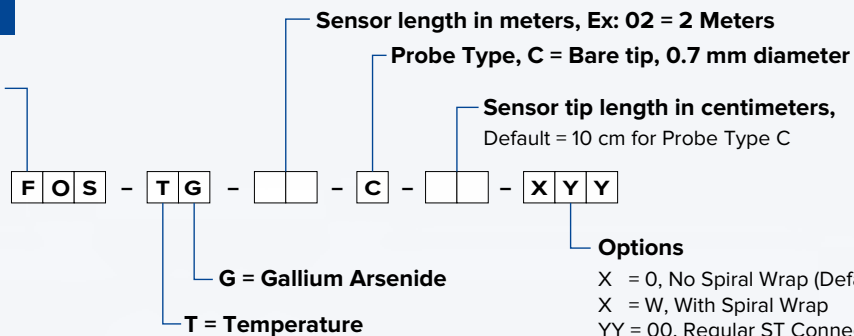 Sensor length in meters, Ex: 02 = 2 Meters
Probe Type, C = Bare tip, 0.7 mm diameter
Sensor tip length in centimeters,
Default = 10 cm for Probe Type C
F O S – T G – – C – – X Y Y
Options
G = Gallium Arsenide
X = 0, No Spiral Wrap
X = W, With Spiral Wrap
T = Temperature
YY = 00, Regular ST